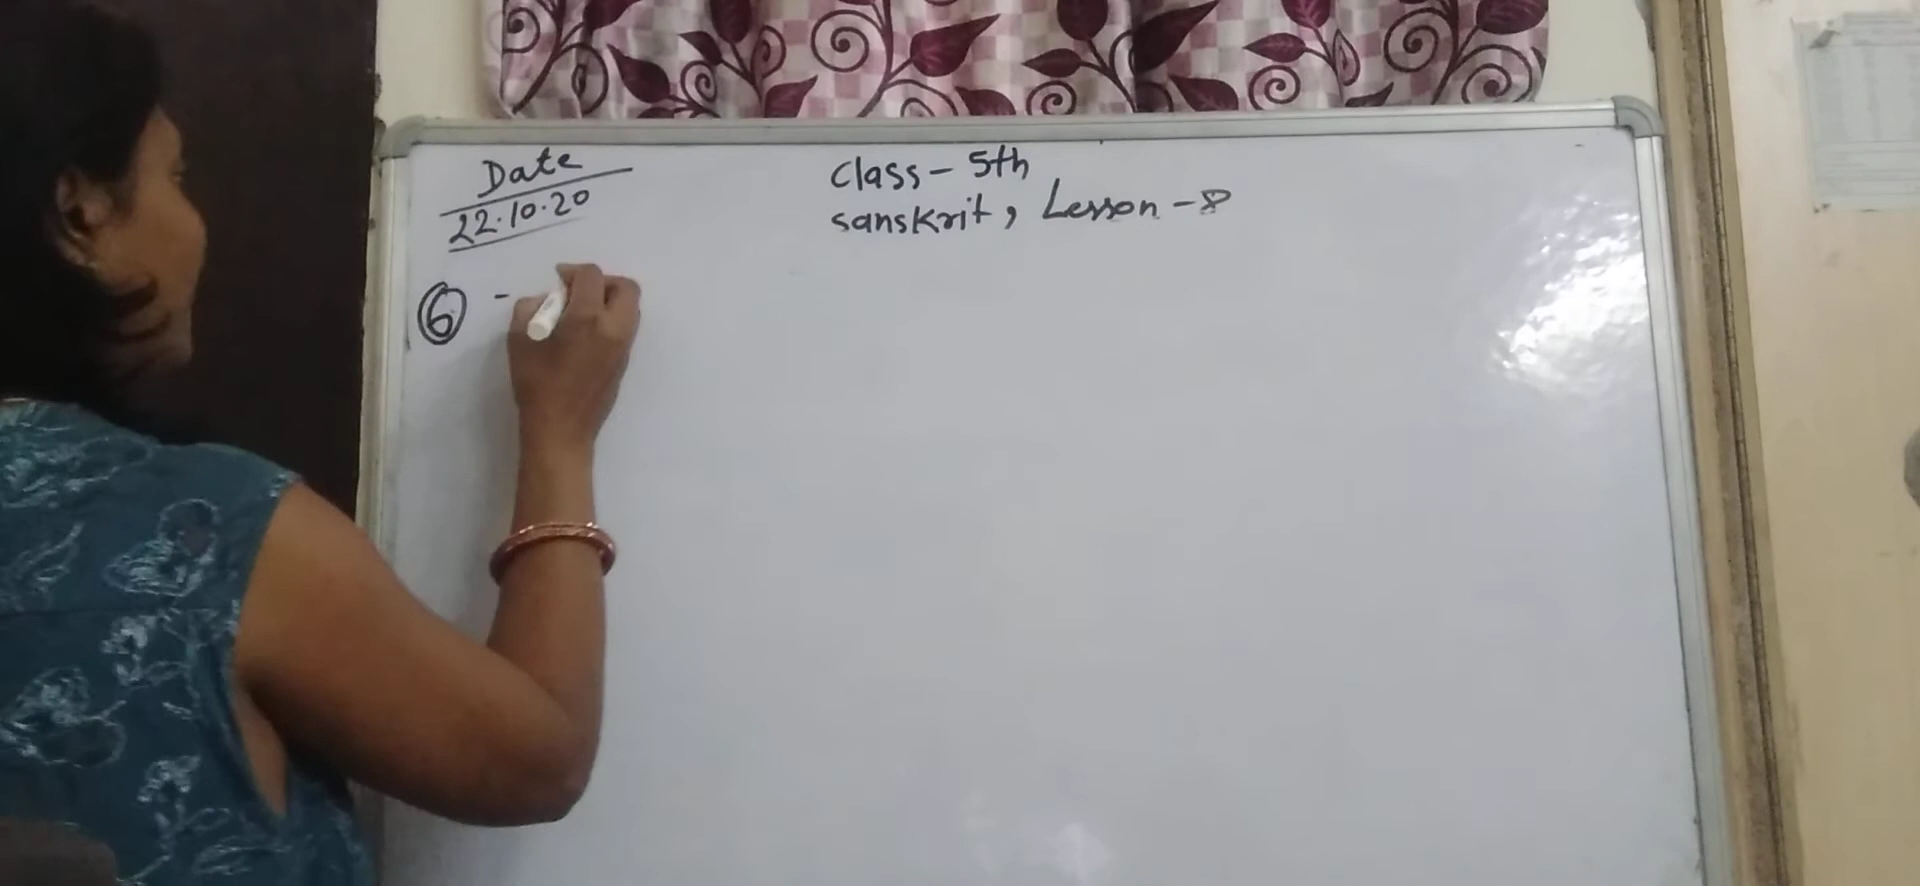 Date
22.10.20
class - 5th
sanskrit, Lesson - 8
6 -